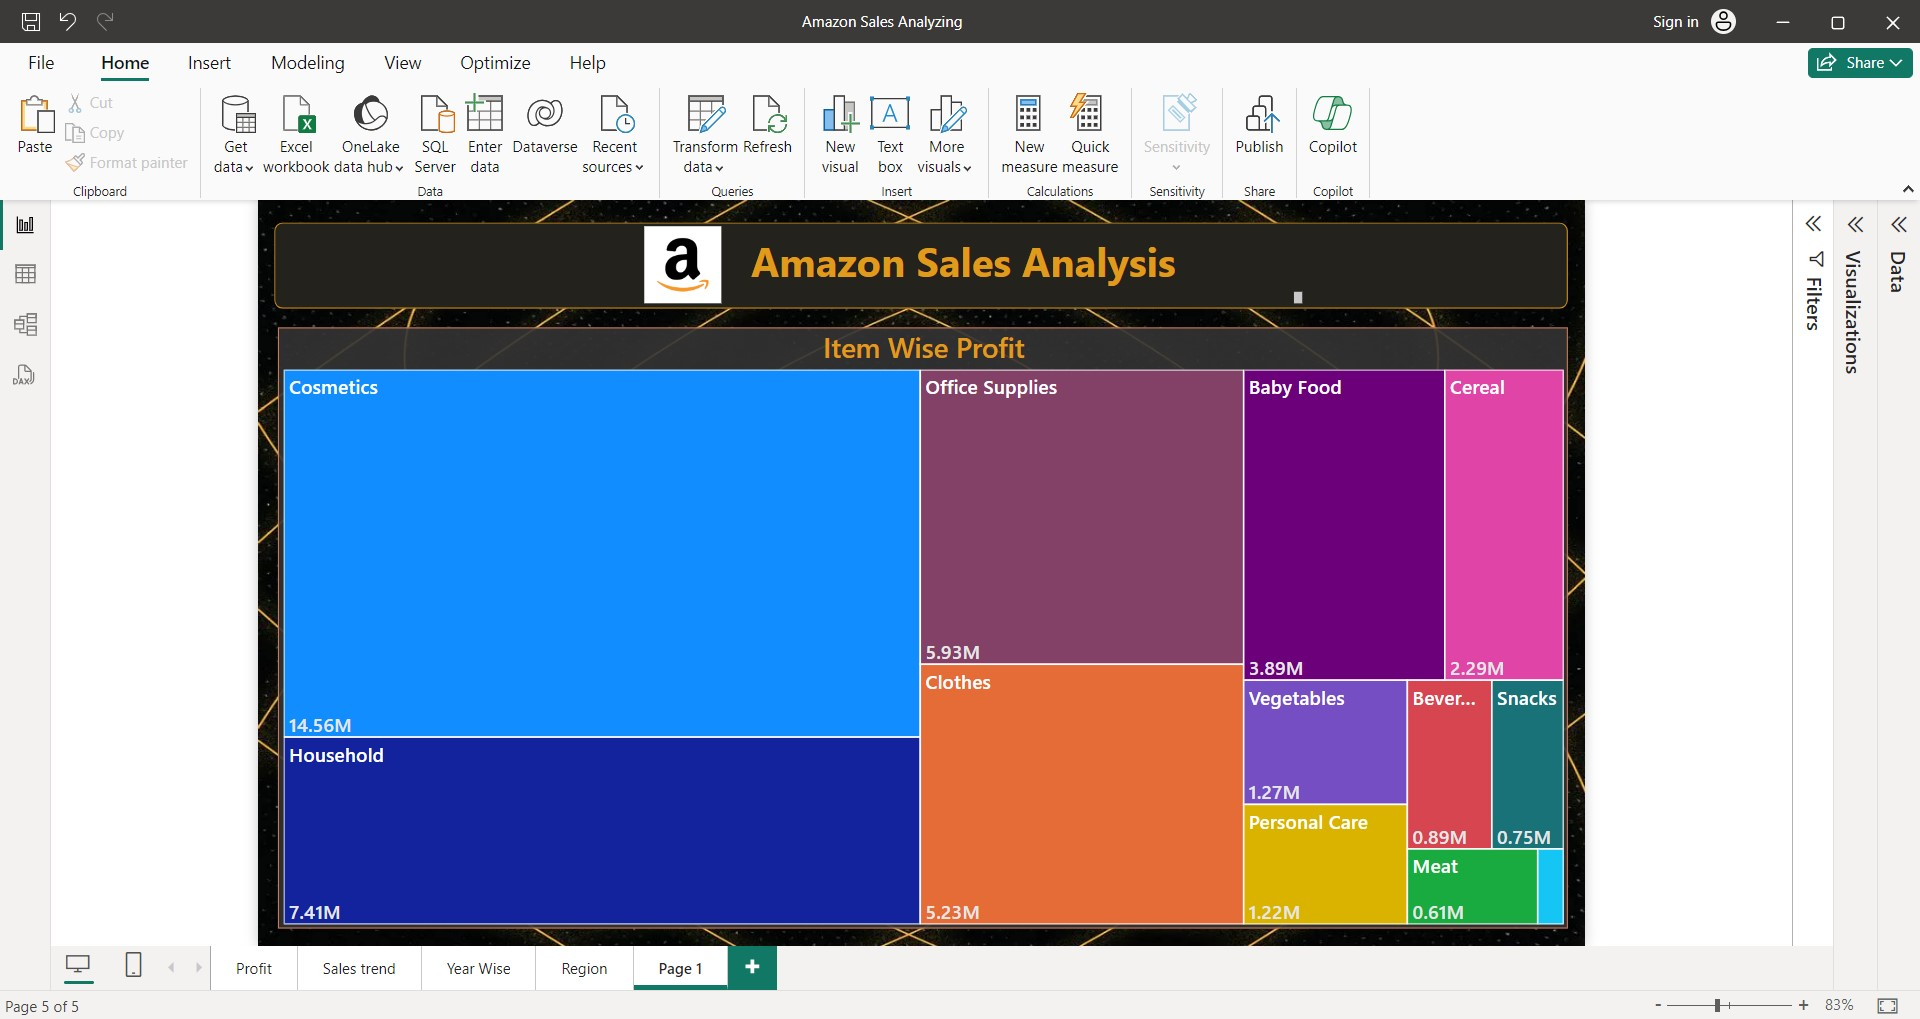 Amazon Sales Analyzing
Sign in
File Home Insert Modeling View Optimize Help
Share
Paste
Cut
Copy
Format painter
Clipboard
Get data
Excel workbook
OneLake data hub
SQL Server
Enter data
Dataverse
Recent sources
Data
Transform data
Refresh
Queries
New visual
Text box
More visuals
Insert
New measure
Quick measure
Calculations
Sensitivity
Sensitivity
Publish
Share
Copilot
Copilot
DAX
a
Amazon Sales Analysis
Item Wise Profit
Cosmetics
14.56M
Household
7.41M
Office Supplies
5.93M
Clothes
5.23M
Baby Food
3.89M
Cereal
2.29M
Vegetables
1.27M
Personal Care
1.22M
Bever...
0.89M
Snacks
0.75M
Meat
0.61M
Filters
Visualizations
Data
Profit
Sales trend
Year Wise
Region
Page 1
+
Page 5 of 5
- + 83%